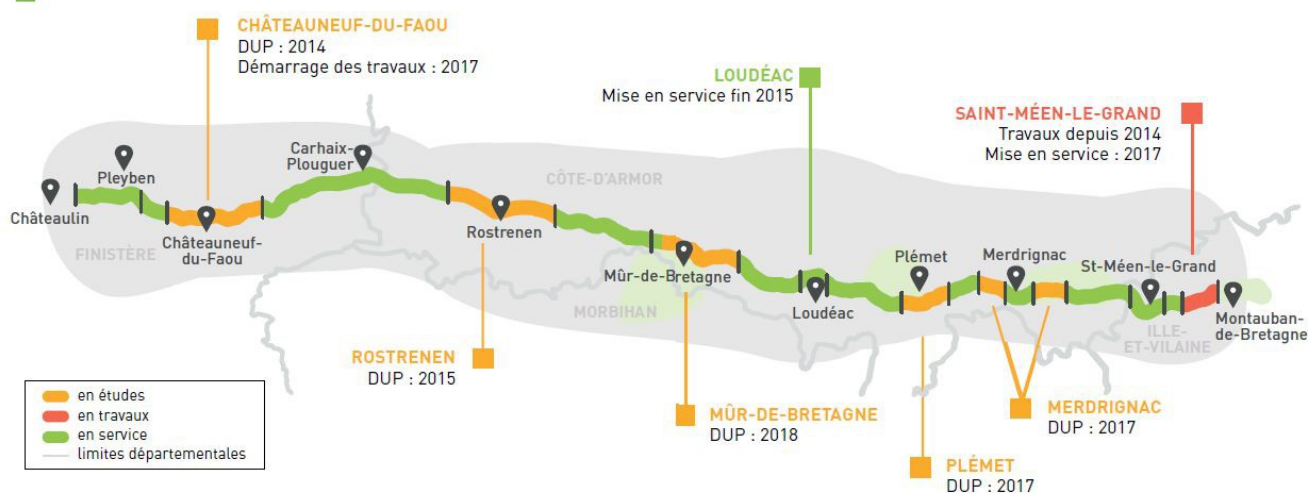 CHÂTEAUNEUF-DU-FAOU
DUP : 2014
Démarrage des travaux : 2017
LOUDÉAC
Mise en service fin 2015
SAINT-MÉEN-LE-GRAND
Travaux depuis 2014
Mise en service : 2017
Châteaulin
Pleyben
Châteauneuf-
du-Faou
Carhaix-
Plouguer
Rostrenen
Mûr-de-Bretagne
Loudéac
Plémet
Merdrignac
St-Méen-le-Grand
Montauban-
de-Bretagne
FINISTÈRE
CÔTE-D'ARMOR
MORBIHAN
ILLE-
ET-VILAINE
ROSTRENEN
DUP : 2015
MÛR-DE-BRETAGNE
DUP : 2018
PLÉMET
DUP : 2017
MERDRIGNAC
DUP : 2017
en études
en travaux
en service
limites départementales